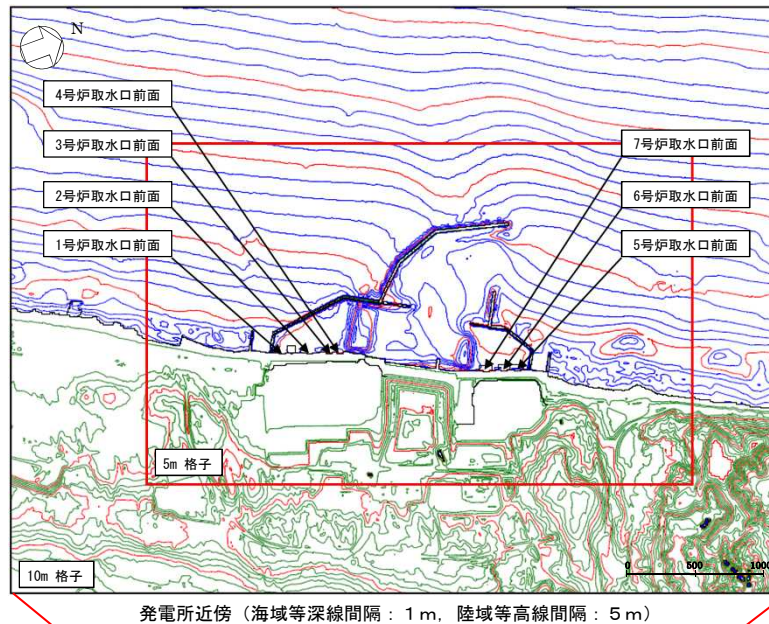 N
4号炉取水口前面
3号炉取水口前面
2号炉取水口前面
1号炉取水口前面
7号炉取水口前面
6号炉取水口前面
5号炉取水口前面
5m 格子
10m 格子
0 500 1000
発電所近傍（海域等深線間隔：１ｍ，陸域等高線間隔：５ｍ）